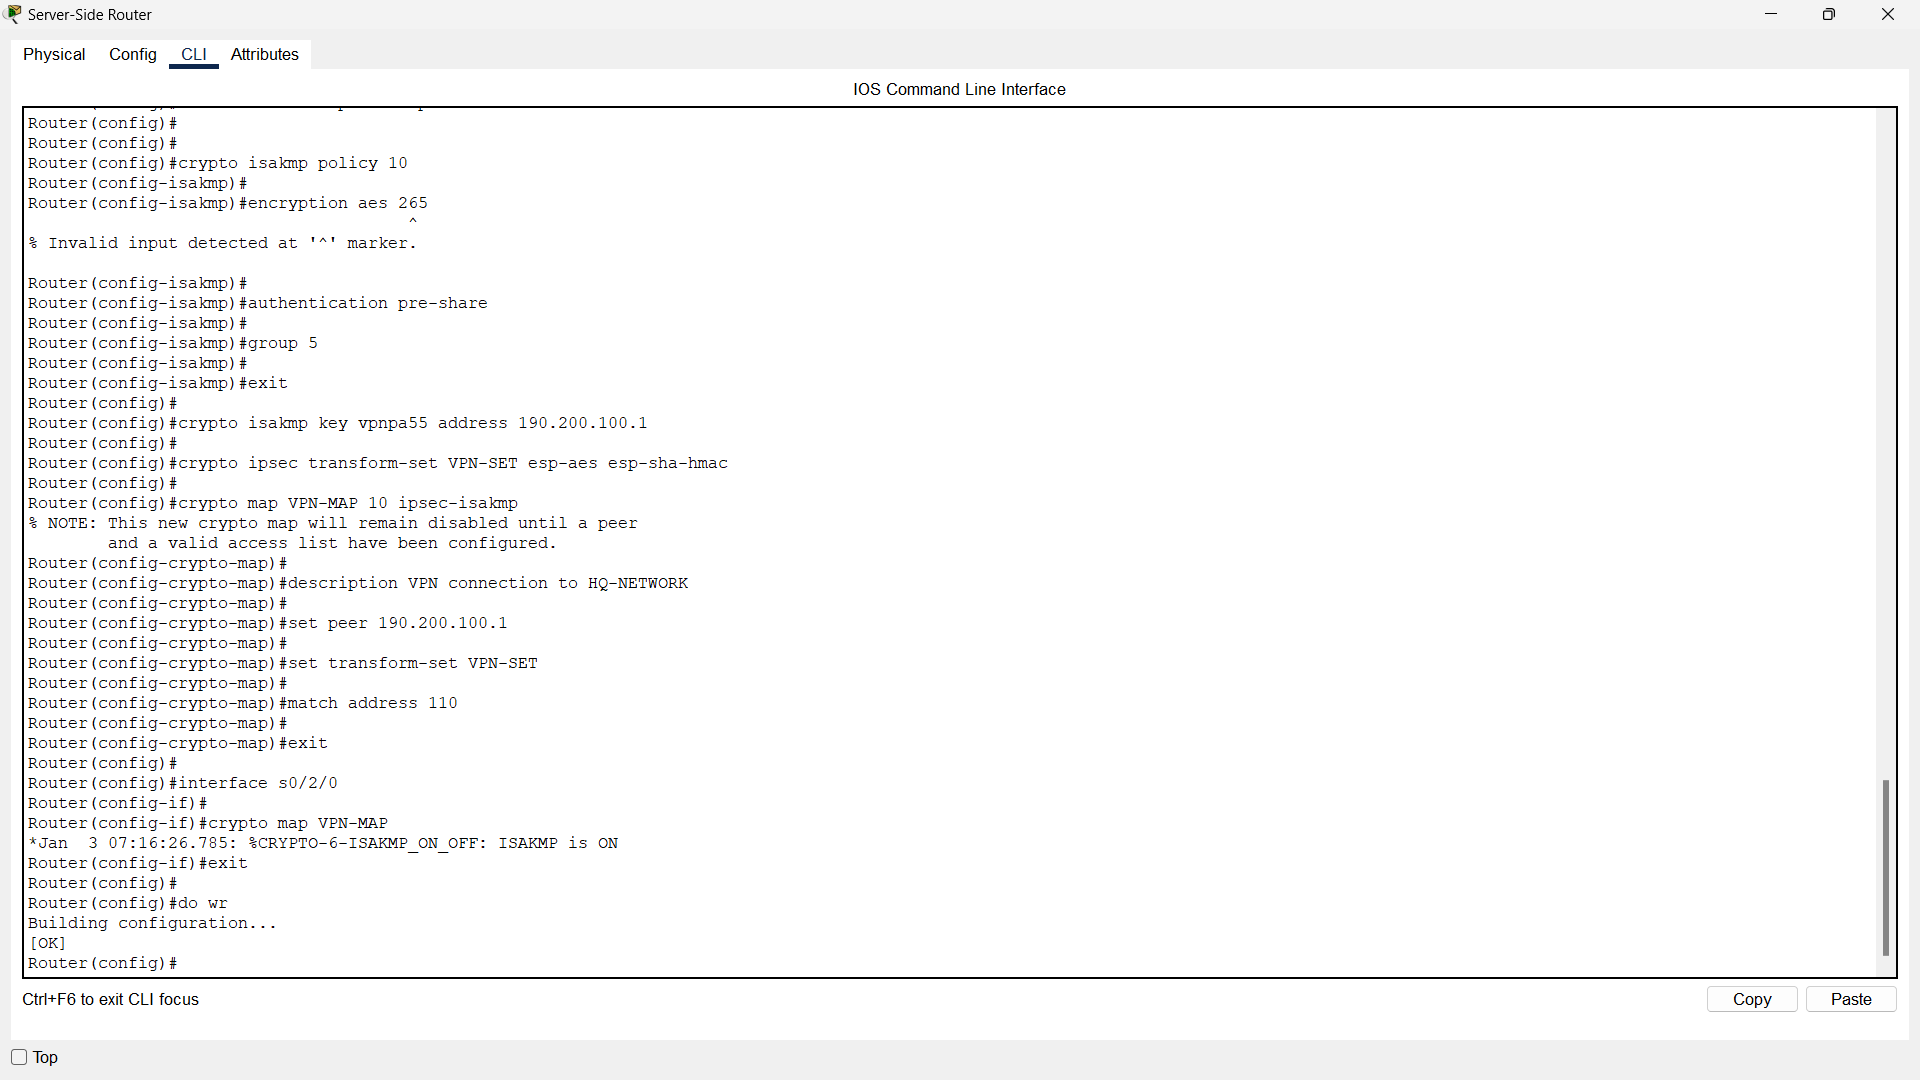 Server-Side Router
Physical Config CLI Attributes
IOS Command Line Interface
Router(config)#
Router(config)#
Router(config)#crypto isakmp policy 10
Router(config-isakmp)#
Router(config-isakmp)#encryption aes 265
^
% Invalid input detected at '^' marker.
Router(config-isakmp)#
Router(config-isakmp)#authentication pre-share
Router(config-isakmp)#
Router(config-isakmp)#group 5
Router(config-isakmp)#
Router(config-isakmp)#exit
Router(config)#
Router(config)#crypto isakmp key vpnpa55 address 190.200.100.1
Router(config)#
Router(config)#crypto ipsec transform-set VPN-SET esp-aes esp-sha-hmac
Router(config)#
Router(config)#crypto map VPN-MAP 10 ipsec-isakmp
% NOTE: This new crypto map will remain disabled until a peer
and a valid access list have been configured.
Router(config-crypto-map)#
Router(config-crypto-map)#description VPN connection to HQ-NETWORK
Router(config-crypto-map)#
Router(config-crypto-map)#set peer 190.200.100.1
Router(config-crypto-map)#
Router(config-crypto-map)#set transform-set VPN-SET
Router(config-crypto-map)#
Router(config-crypto-map)#match address 110
Router(config-crypto-map)#
Router(config-crypto-map)#exit
Router(config)#
Router(config)#interface s0/2/0
Router(config-if)#
Router(config-if)#crypto map VPN-MAP
*Jan  3 07:16:26.785: %CRYPTO-6-ISAKMP_ON_OFF: ISAKMP is ON
Router(config-if)#exit
Router(config)#
Router(config)#do wr
Building configuration...
[OK]
Router(config)#
Ctrl+F6 to exit CLI focus
Copy Paste
Top